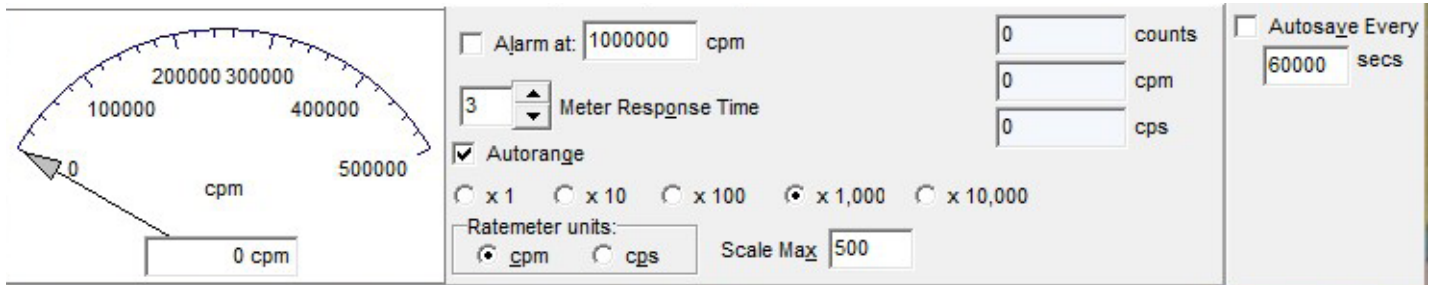 200000 300000
100000 400000
0 500000
cpm
0 cpm
Alarm at: 1000000 cpm
3 Meter Response Time
Autorange
x 1 x 10 x 100 x 1,000 x 10,000
Ratemeter units:
cpm cps
Scale Max 500
0 counts
0 cpm
0 cps
Autosave Every
60000 secs